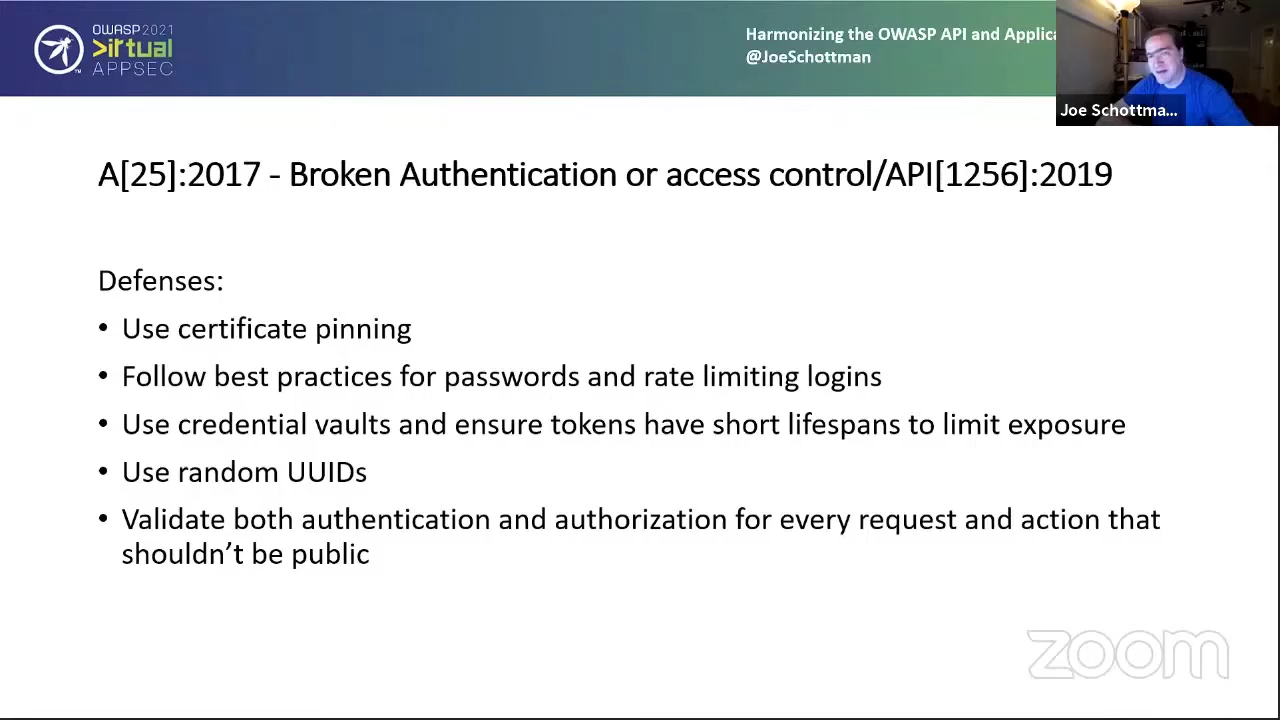 OWASP 2021
>irtual
APPSEC
Harmonizing the OWASP API and Applica
@JoeSchottman
Joe Schottma...
A[25]:2017 - Broken Authentication or access control/API[1256]:2019
Defenses:
• Use certificate pinning
• Follow best practices for passwords and rate limiting logins
• Use credential vaults and ensure tokens have short lifespans to limit exposure
• Use random UUIDs
• Validate both authentication and authorization for every request and action that
shouldn't be public
zoom